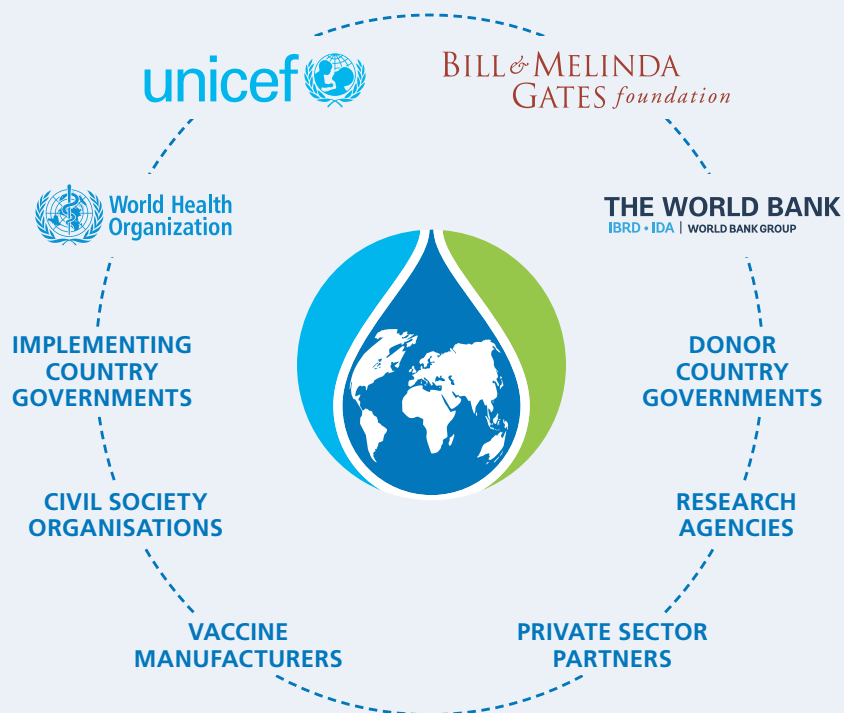 unicef
BILL & MELINDA
GATES foundation
World Health
Organization
THE WORLD BANK
IBRD • IDA | WORLD BANK GROUP
IMPLEMENTING
COUNTRY
GOVERNMENTS
DONOR
COUNTRY
GOVERNMENTS
CIVIL SOCIETY
ORGANISATIONS
RESEARCH
AGENCIES
VACCINE
MANUFACTURERS
PRIVATE SECTOR
PARTNERS